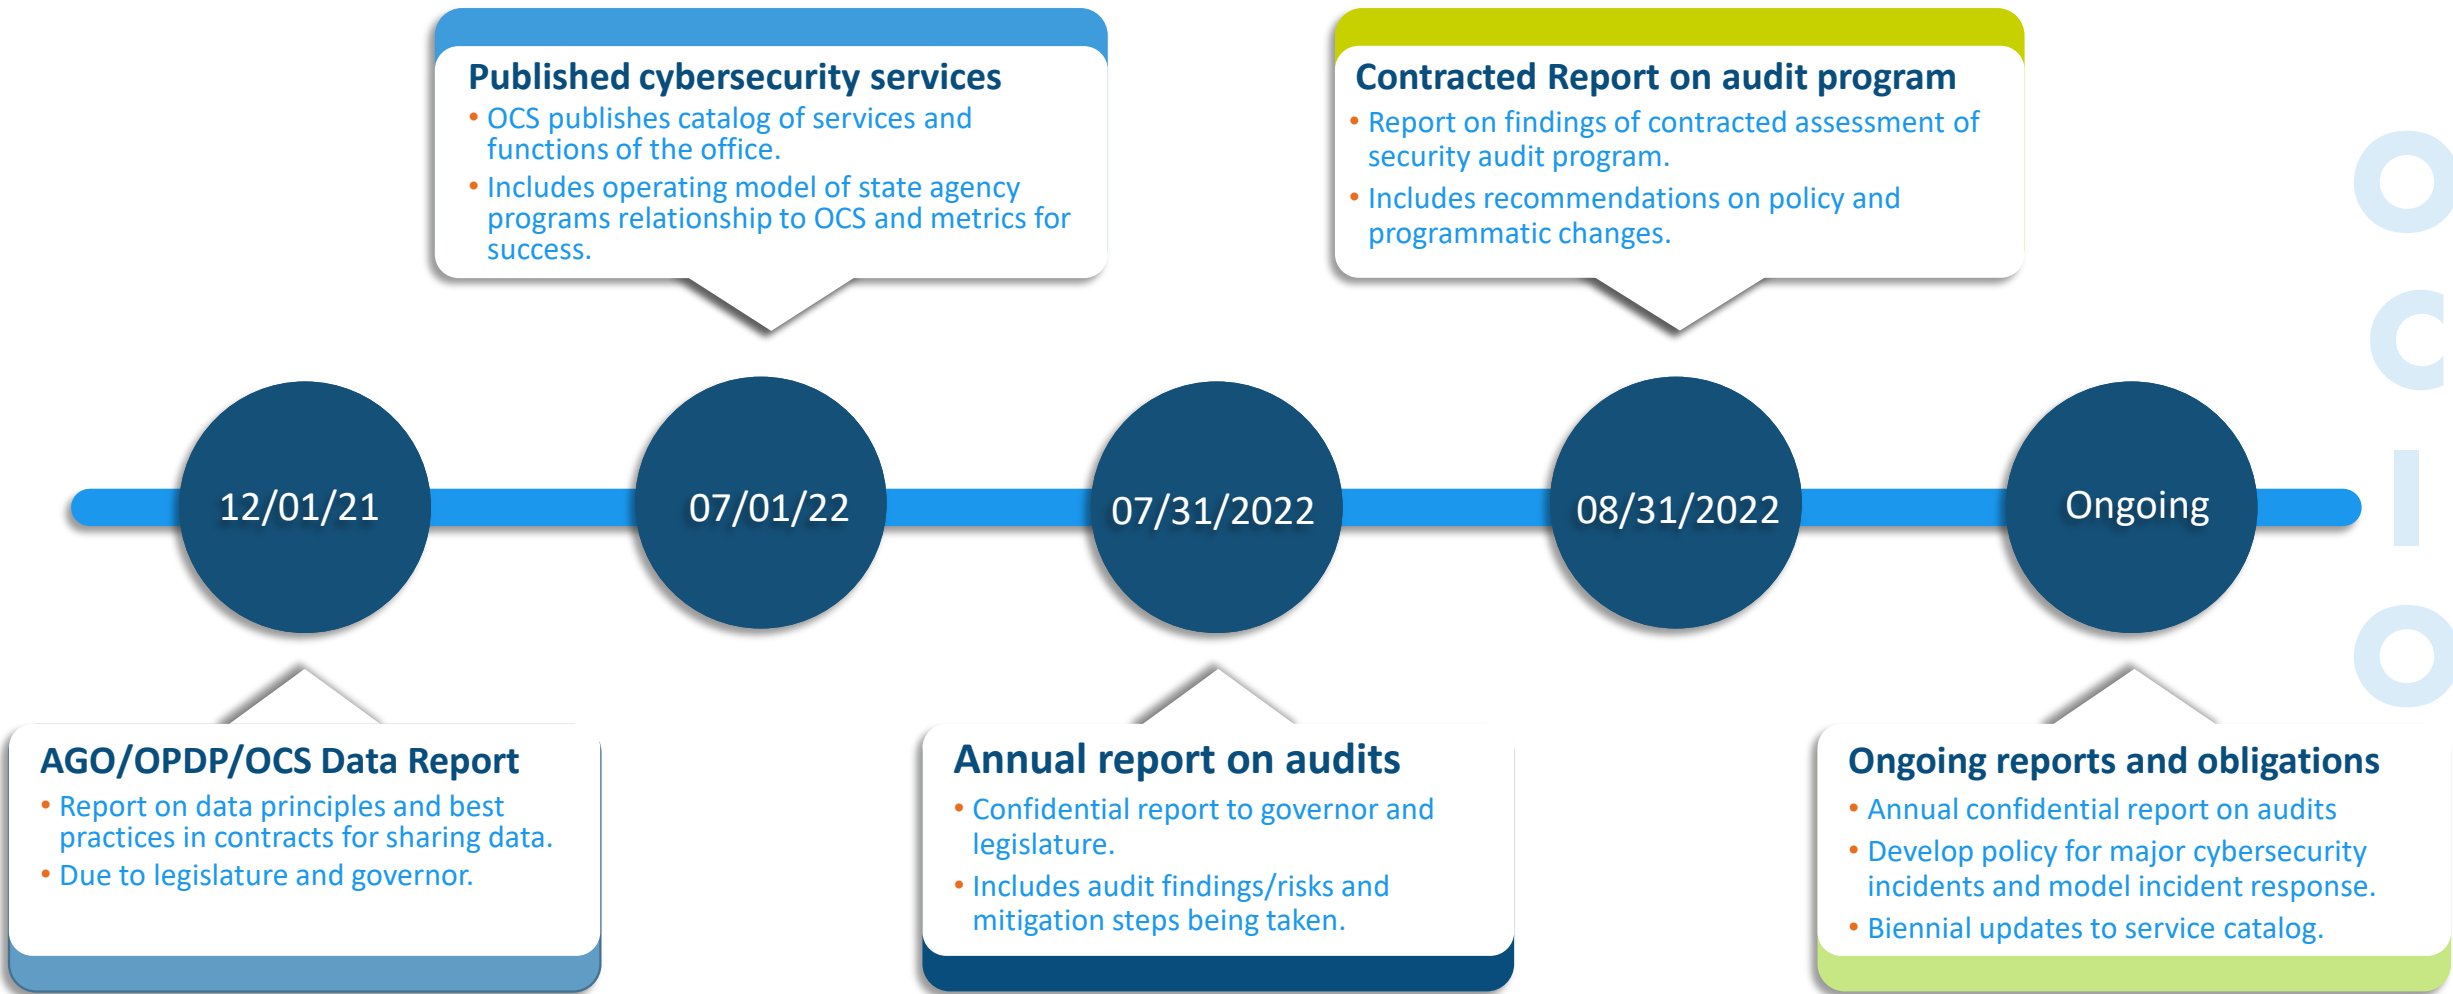 Published cybersecurity services
• OCS publishes catalog of services and
functions of the office.
• Includes operating model of state agency
programs relationship to OCS and metrics for
success.
Contracted Report on audit program
• Report on findings of contracted assessment of
security audit program.
• Includes recommendations on policy and
programmatic changes.
12/01/21
07/01/22
07/31/2022
08/31/2022
Ongoing
AGO/OPDP/OCS Data Report
• Report on data principles and best
practices in contracts for sharing data.
• Due to legislature and governor.
Annual report on audits
• Confidential report to governor and
legislature.
• Includes audit findings/risks and
mitigation steps being taken.
Ongoing reports and obligations
• Annual confidential report on audits
• Develop policy for major cybersecurity
incidents and model incident response.
• Biennial updates to service catalog.
O
C
I
O